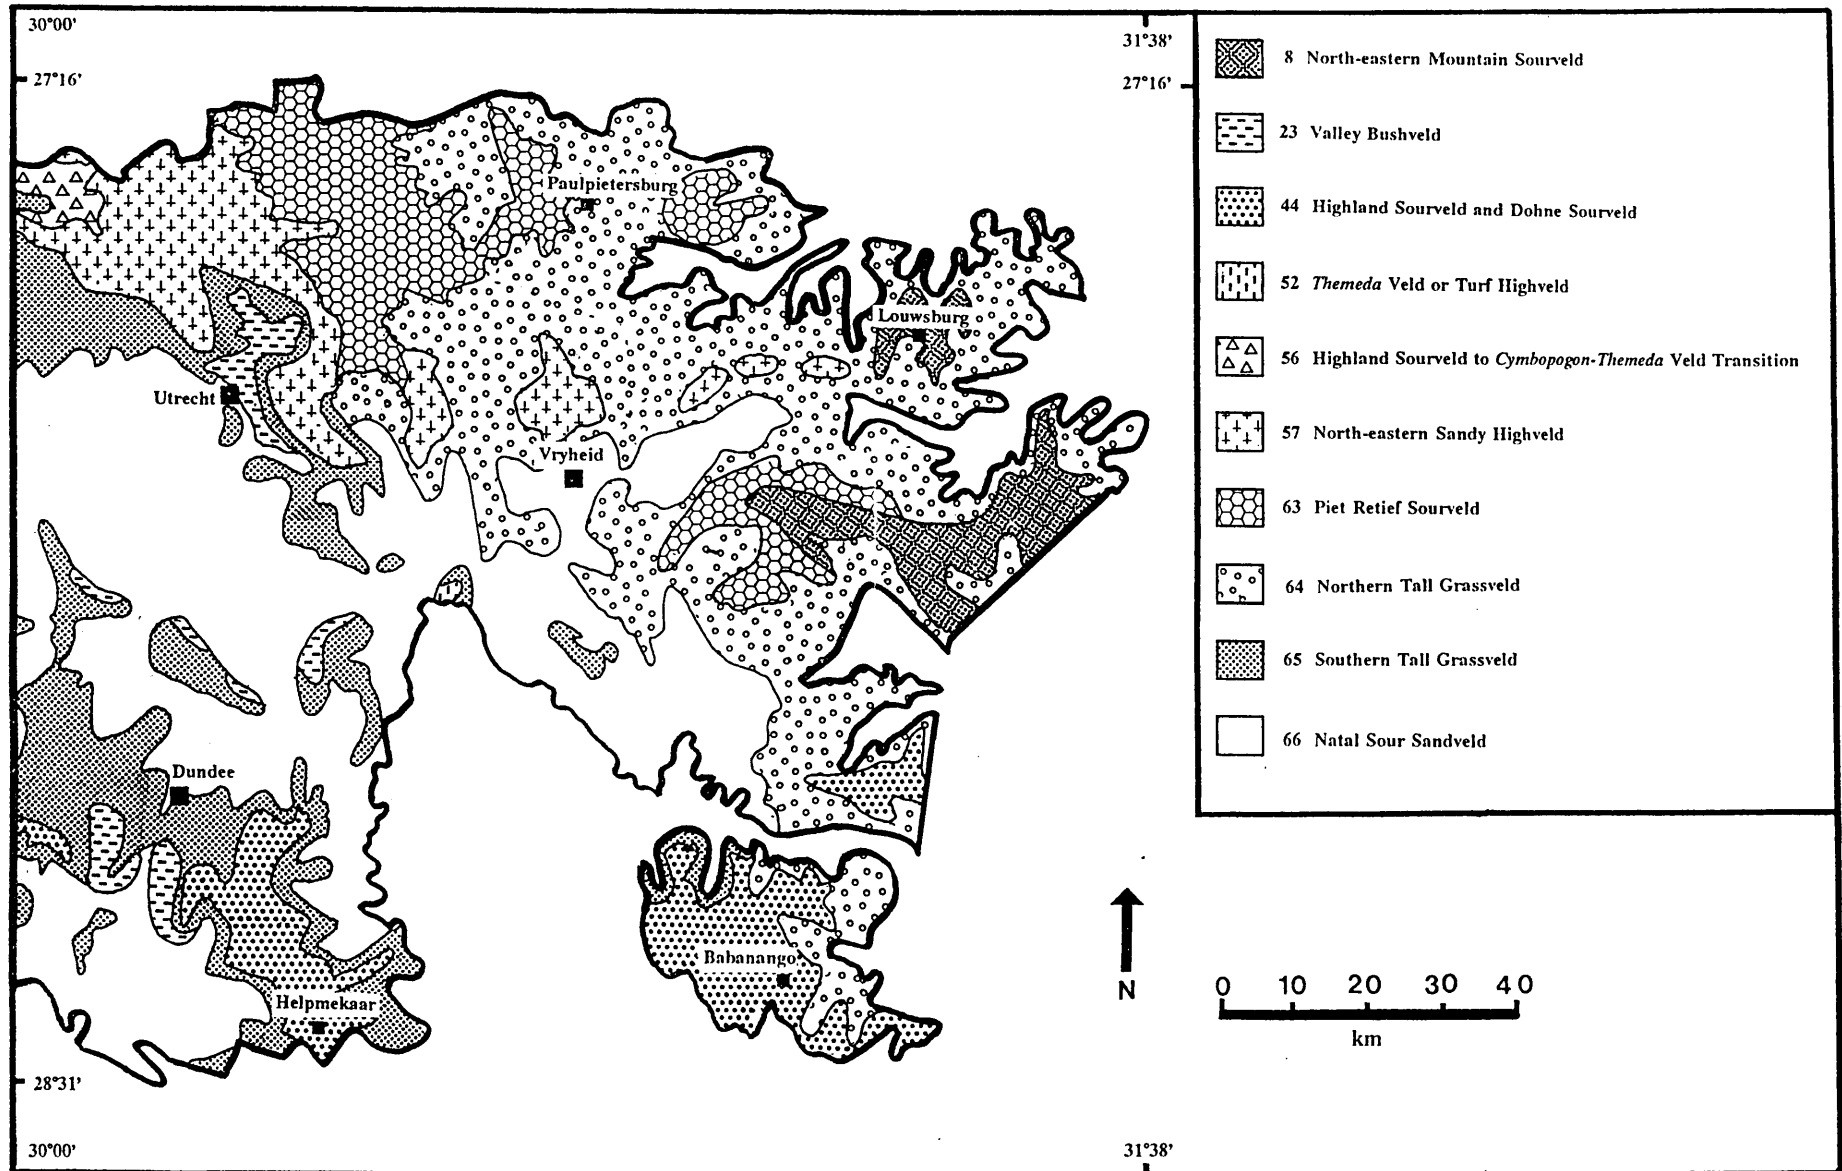 30°00'
31°38'
27°16'
27°16'
Paulpietersburg
Louwsburg
Utrecht
Vryheid
Dundee
Babanango
Helpmekaar
28°31'
30°00'
31°38'
8 North-eastern Mountain Sourveld
23 Valley Bushveld
44 Highland Sourveld and Dohne Sourveld
52 Themeda Veld or Turf Highveld
56 Highland Sourveld to Cymbopogon-Themeda Veld Transition
57 North-eastern Sandy Highveld
63 Piet Retief Sourveld
64 Northern Tall Grassveld
65 Southern Tall Grassveld
66 Natal Sour Sandveld
N
0 10 20 30 40
km